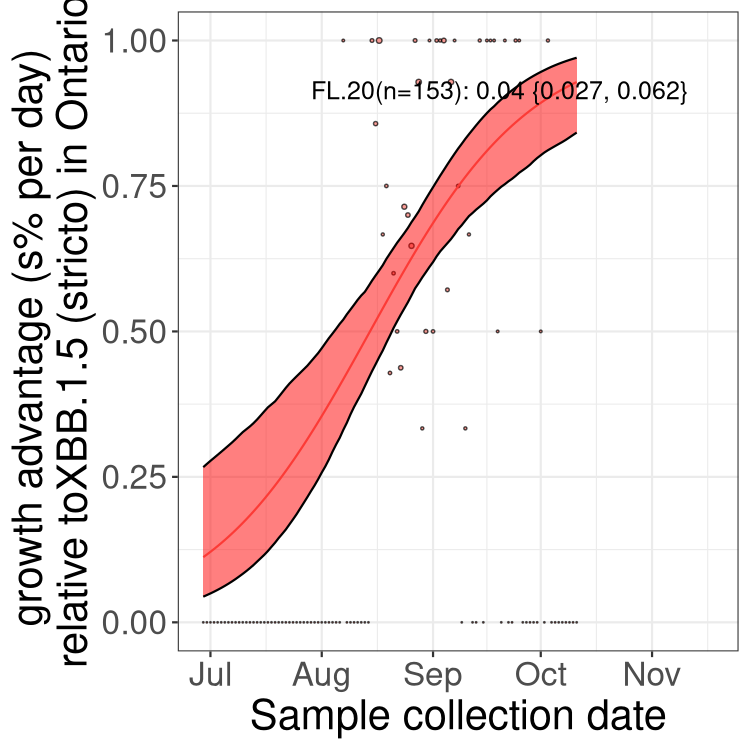 growth advantage (s% per day)
relative toXBB.1.5 (stricto) in Ontario
1.00
0.75
0.50
0.25
0.00
FL.20(n=153): 0.04 {0.027, 0.062}
Jul Aug Sep Oct Nov
Sample collection date